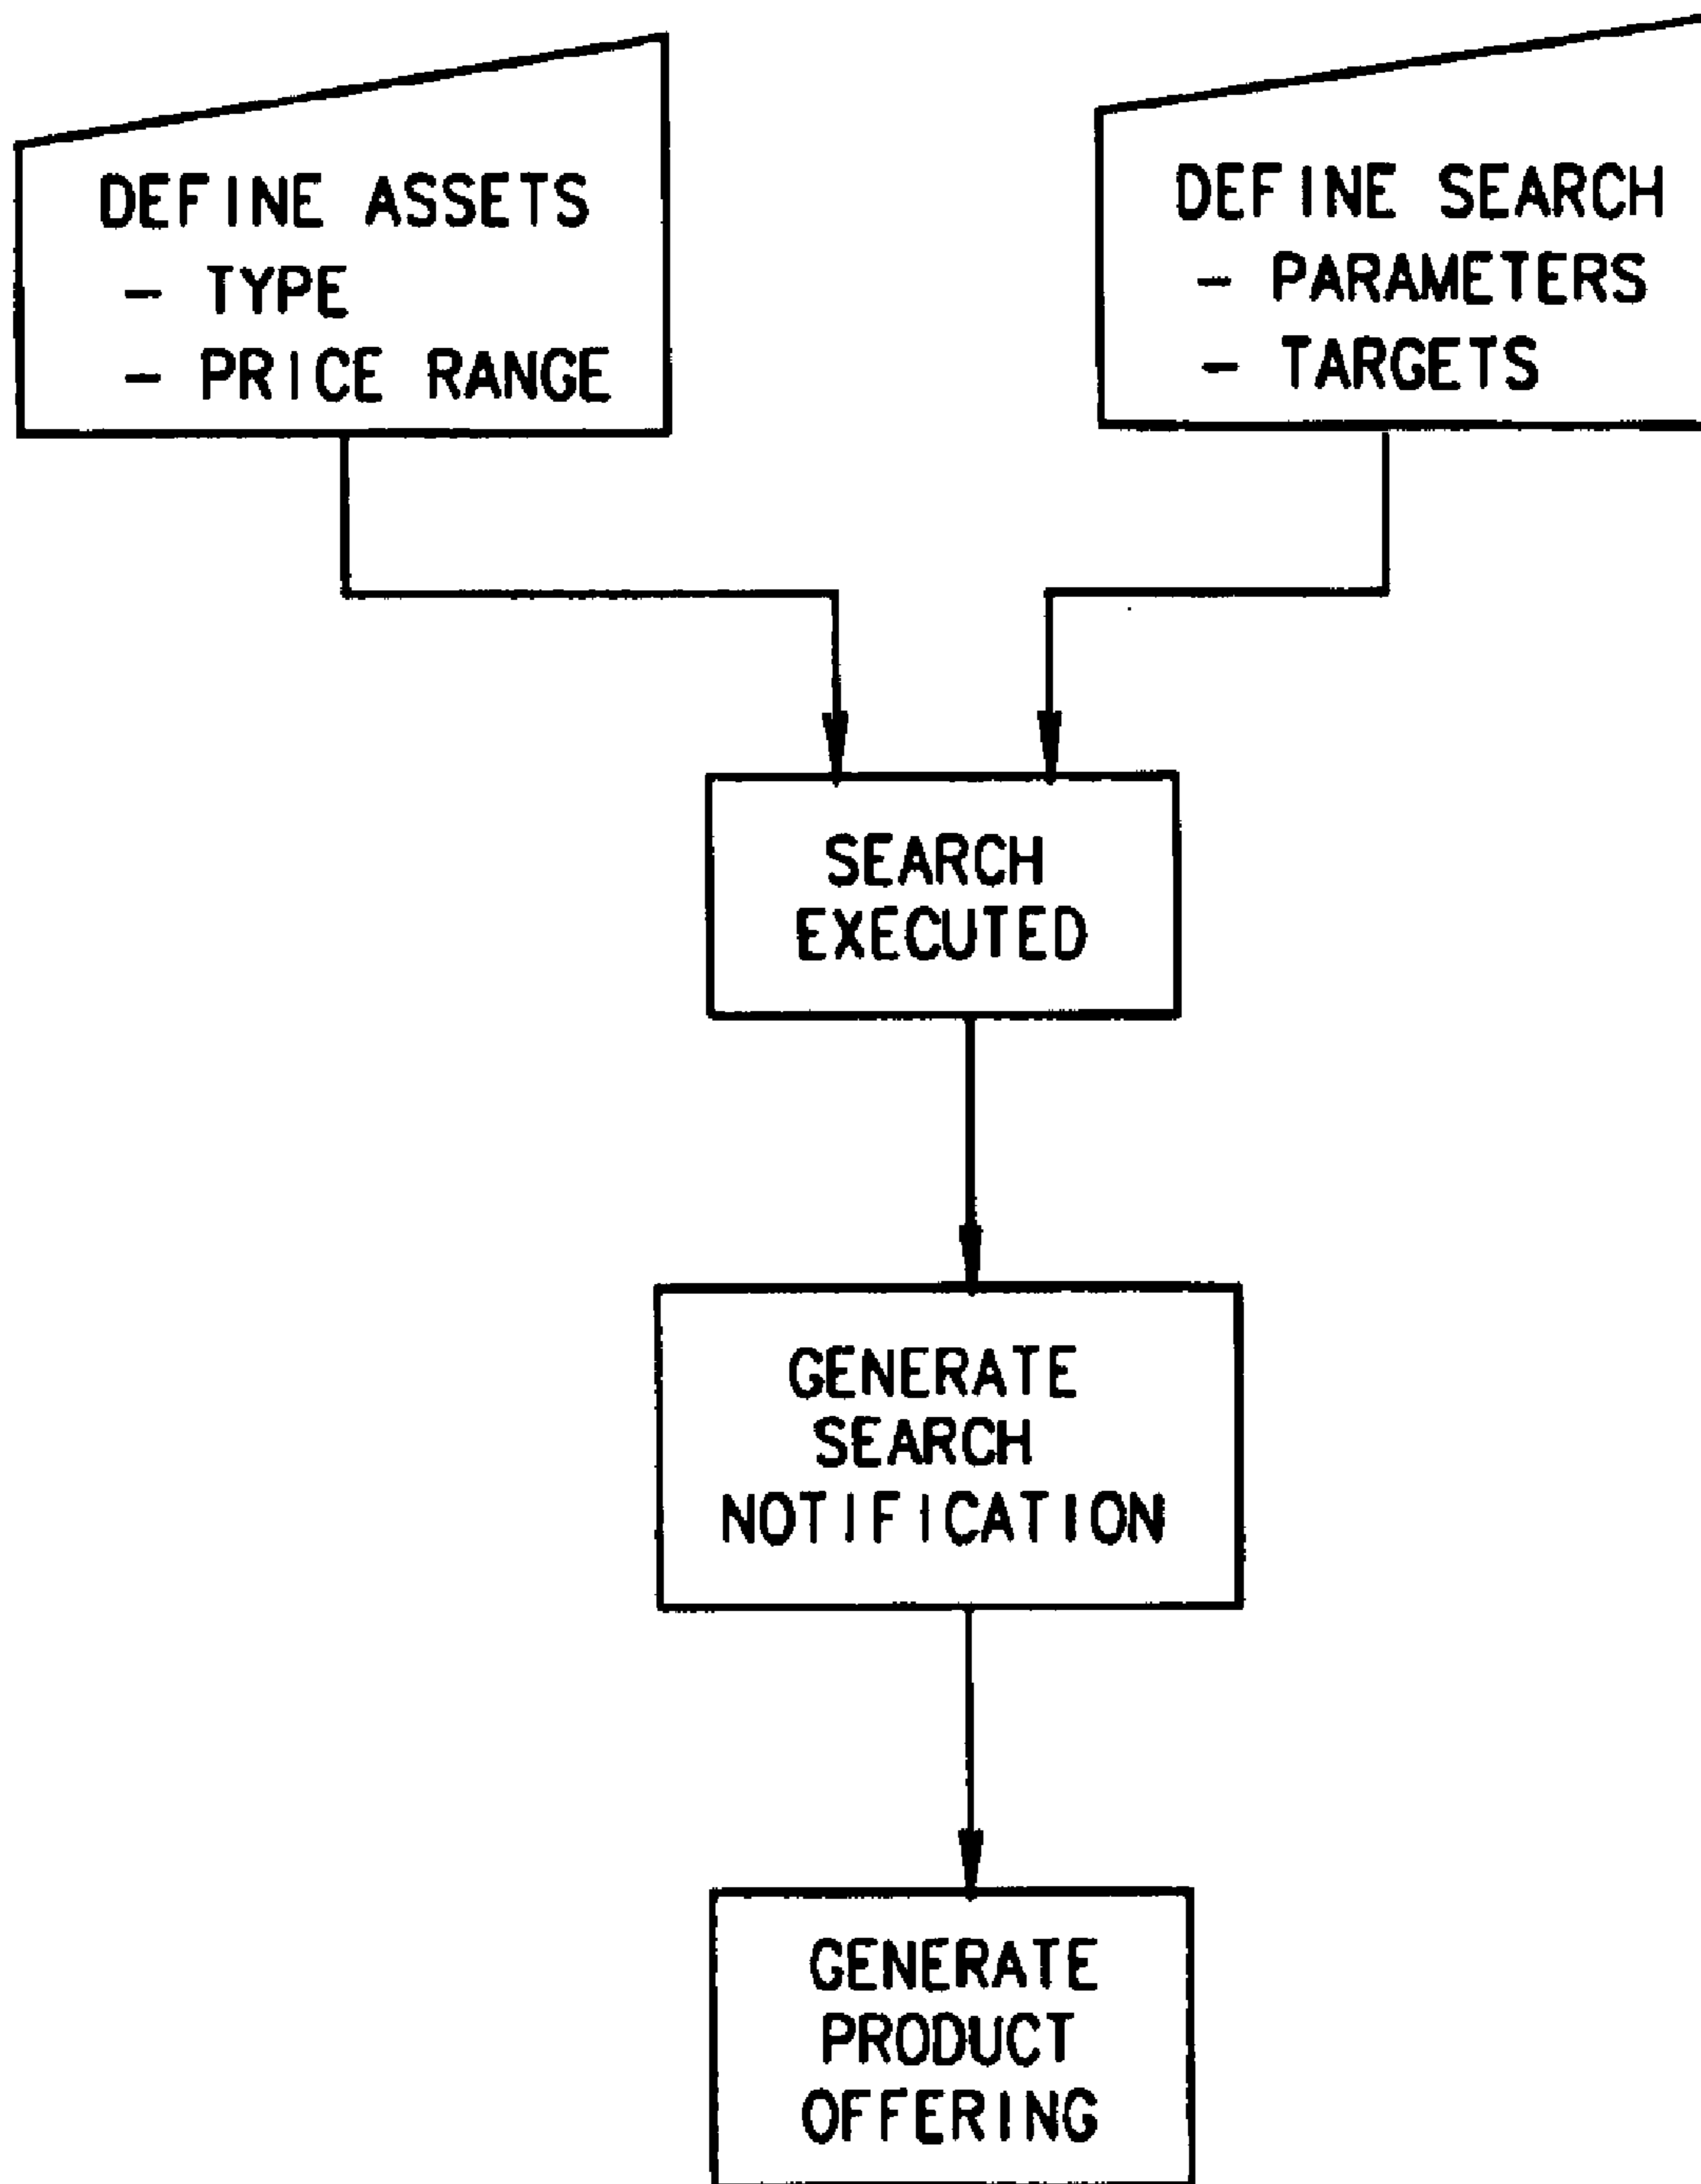 DEFINE ASSETS
- TYPE
- PRICE RANGE
DEFINE SEARCH
- PARAMETERS
- TARGETS
SEARCH
EXECUTED
GENERATE
SEARCH
NOTIFICATION
GENERATE
PRODUCT
OFFERING